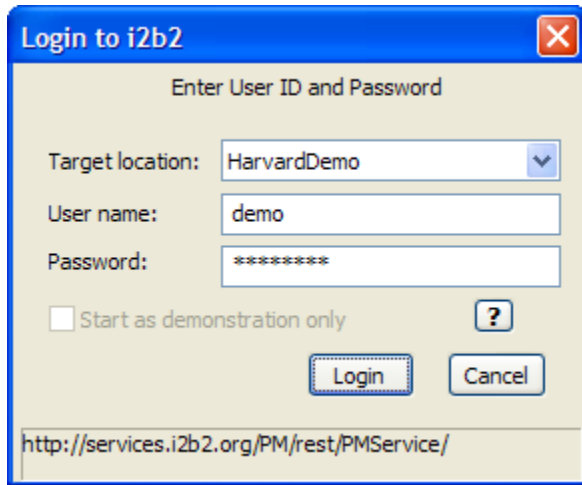 Login to i2b2
Enter User ID and Password
Target location: HarvardDemo
User name: demo
Password: ********
Start as demonstration only ?
Login Cancel
http://services.i2b2.org/PM/rest/PMService/